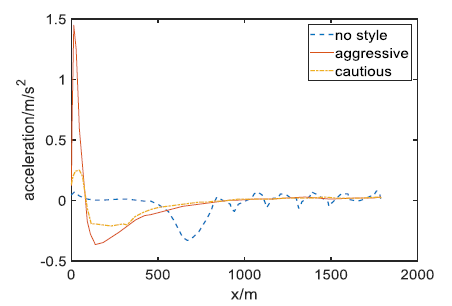 1.5
1
0.5
0
-0.5
acceleration/m/s²
no style
aggressive
cautious
0
500
1000
1500
2000
x/m